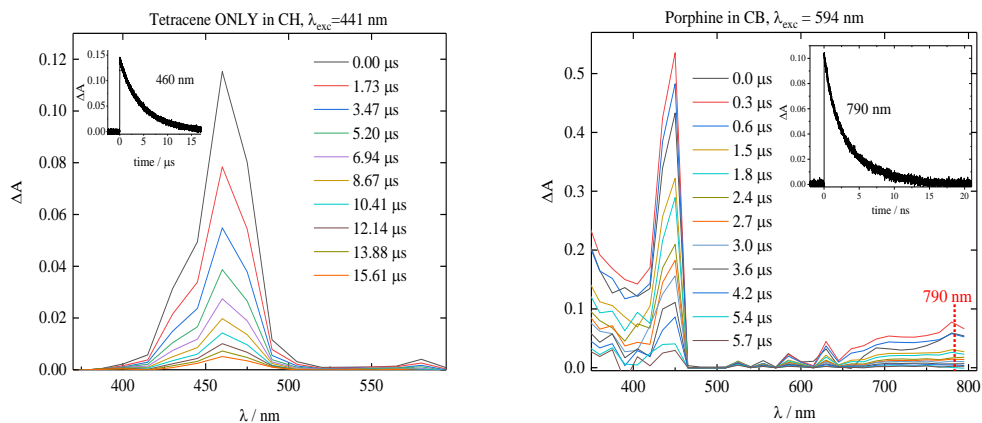 Tetracene ONLY in CH, λexc=441 nm
0.12
0.10
0.08
0.06
0.04
0.02
0.00
ΔA
400
450
500
550
λ / nm
0.15
0.10
0.05
0.00
ΔA
460 nm
0
5
10
15
time / μs
0.00 μs
1.73 μs
3.47 μs
5.20 μs
6.94 μs
8.67 μs
10.41 μs
12.14 μs
13.88 μs
15.61 μs
Porphine in CB, λexc = 594 nm
0.5
0.4
0.3
0.2
0.1
0.0
ΔA
400
500
600
700
800
λ / nm
0.0 μs
0.3 μs
0.6 μs
1.5 μs
1.8 μs
2.4 μs
2.7 μs
3.0 μs
3.6 μs
4.2 μs
5.4 μs
5.7 μs
0.10
0.08
0.06
0.04
0.02
0.00
ΔA
790 nm
0
5
10
15
20
time / ns
790 nm